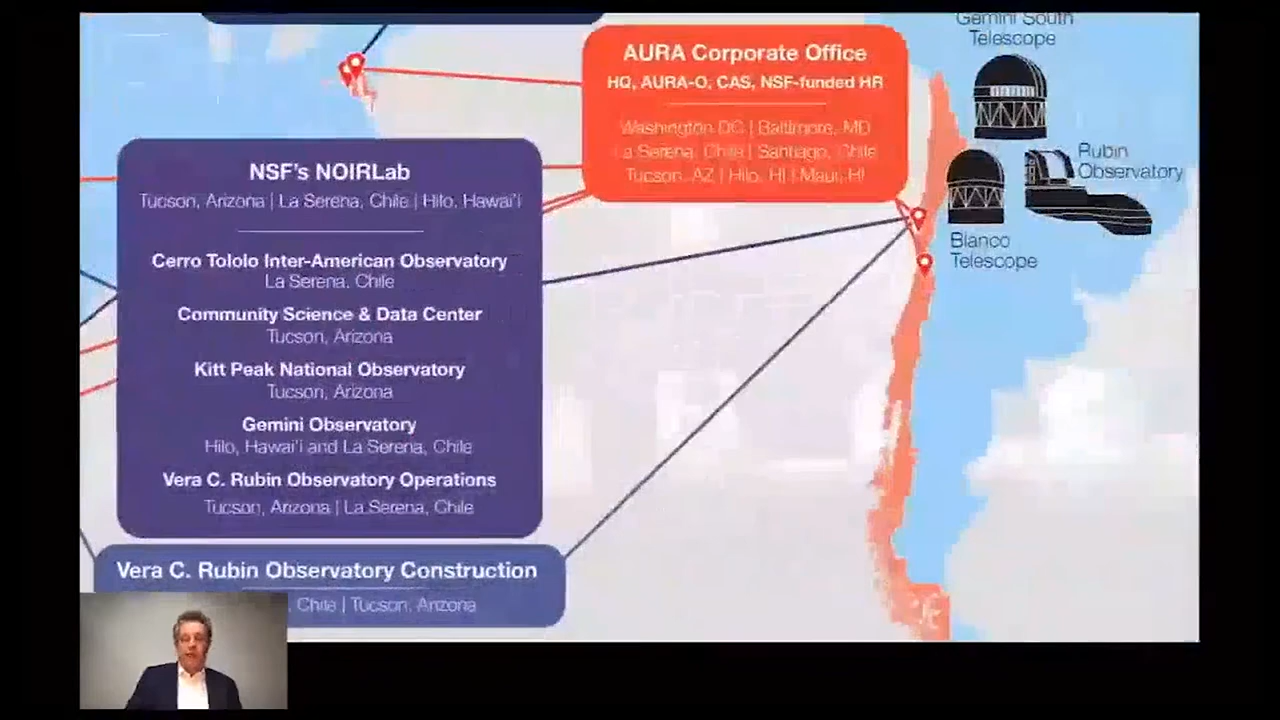 AURA Corporate Office
HQ, AURA-O, CAS, NSF-funded HR
Washington DC | Baltimore, MD
La Serena, Chile | Santiago, Chile
Tucson, AZ | Hilo, HI | Maui, HI
Gemini South
Telescope
Rubin
Observatory
Blanco
Telescope
NSF's NOIRLab
Tucson, Arizona | La Serena, Chile | Hilo, Hawai'i
Cerro Tololo Inter-American Observatory
La Serena, Chile
Community Science & Data Center
Tucson, Arizona
Kitt Peak National Observatory
Tucson, Arizona
Gemini Observatory
Hilo, Hawai'i and La Serena, Chile
Vera C. Rubin Observatory Operations
Tucson, Arizona | La Serena, Chile
Vera C. Rubin Observatory Construction
, Chile | Tucson, Arizona